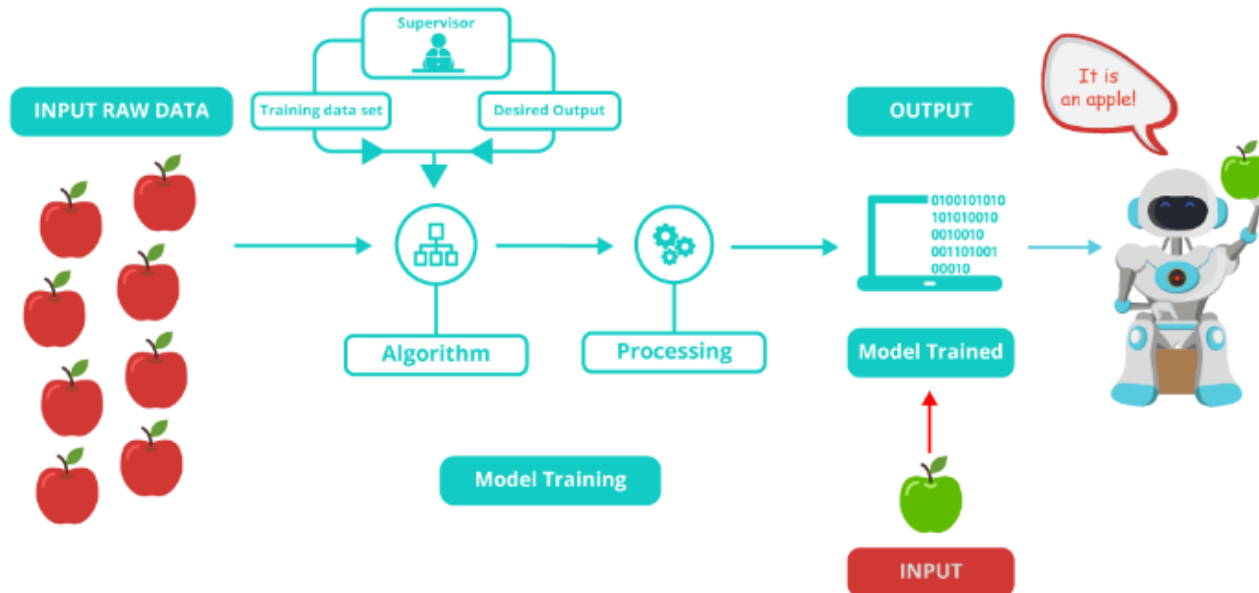 Supervisor
INPUT RAW DATA
Training data set
Desired Output
OUTPUT
It is
an apple!
0100101010
101010010
0010010
001101001
00010
Algorithm
Processing
Model Trained
Model Training
INPUT